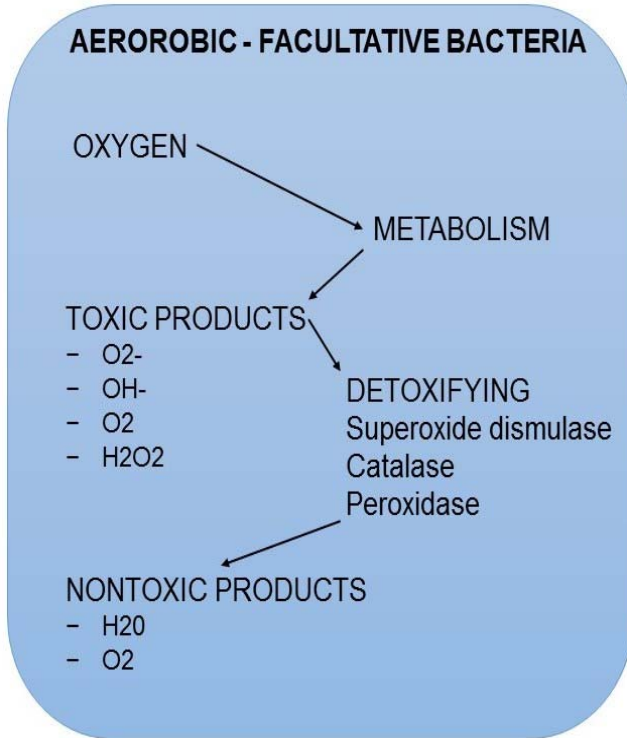 AEROROBIC - FACULTATIVE BACTERIA
OXYGEN
METABOLISM
TOXIC PRODUCTS
– O2-
– OH-
– O2
– H2O2
DETOXIFYING
Superoxide dismulase
Catalase
Peroxidase
NONTOXIC PRODUCTS
– H20
– O2